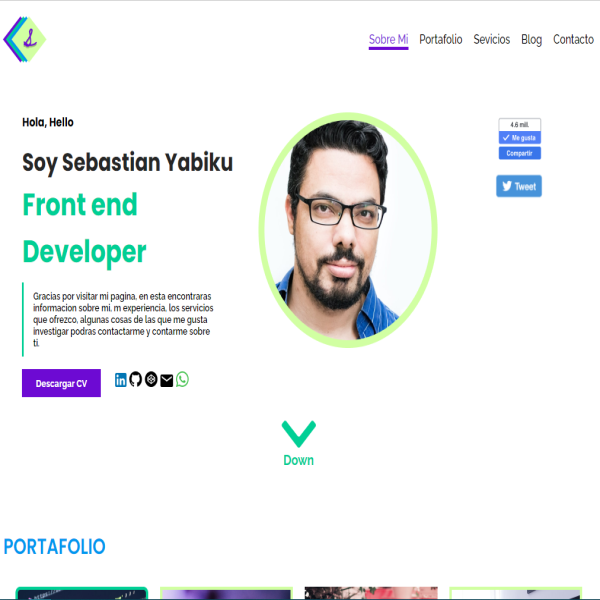 S
Sobre Mi Portafolio Sevicios Blog Contacto
Hola, Hello
Soy Sebastian Yabiku
Front end
Developer
Gracias por visitar mi pagina, en esta encontraras
informacion sobre mi, m experiencia, los servicios
que ofrezco, algunas cosas de las que me gusta
investigar podras contactarme y contarme sobre
ti.
Descargar CV
in
4.6 mill.
Me gusta
Compartir
Tweet
Down
PORTAFOLIO